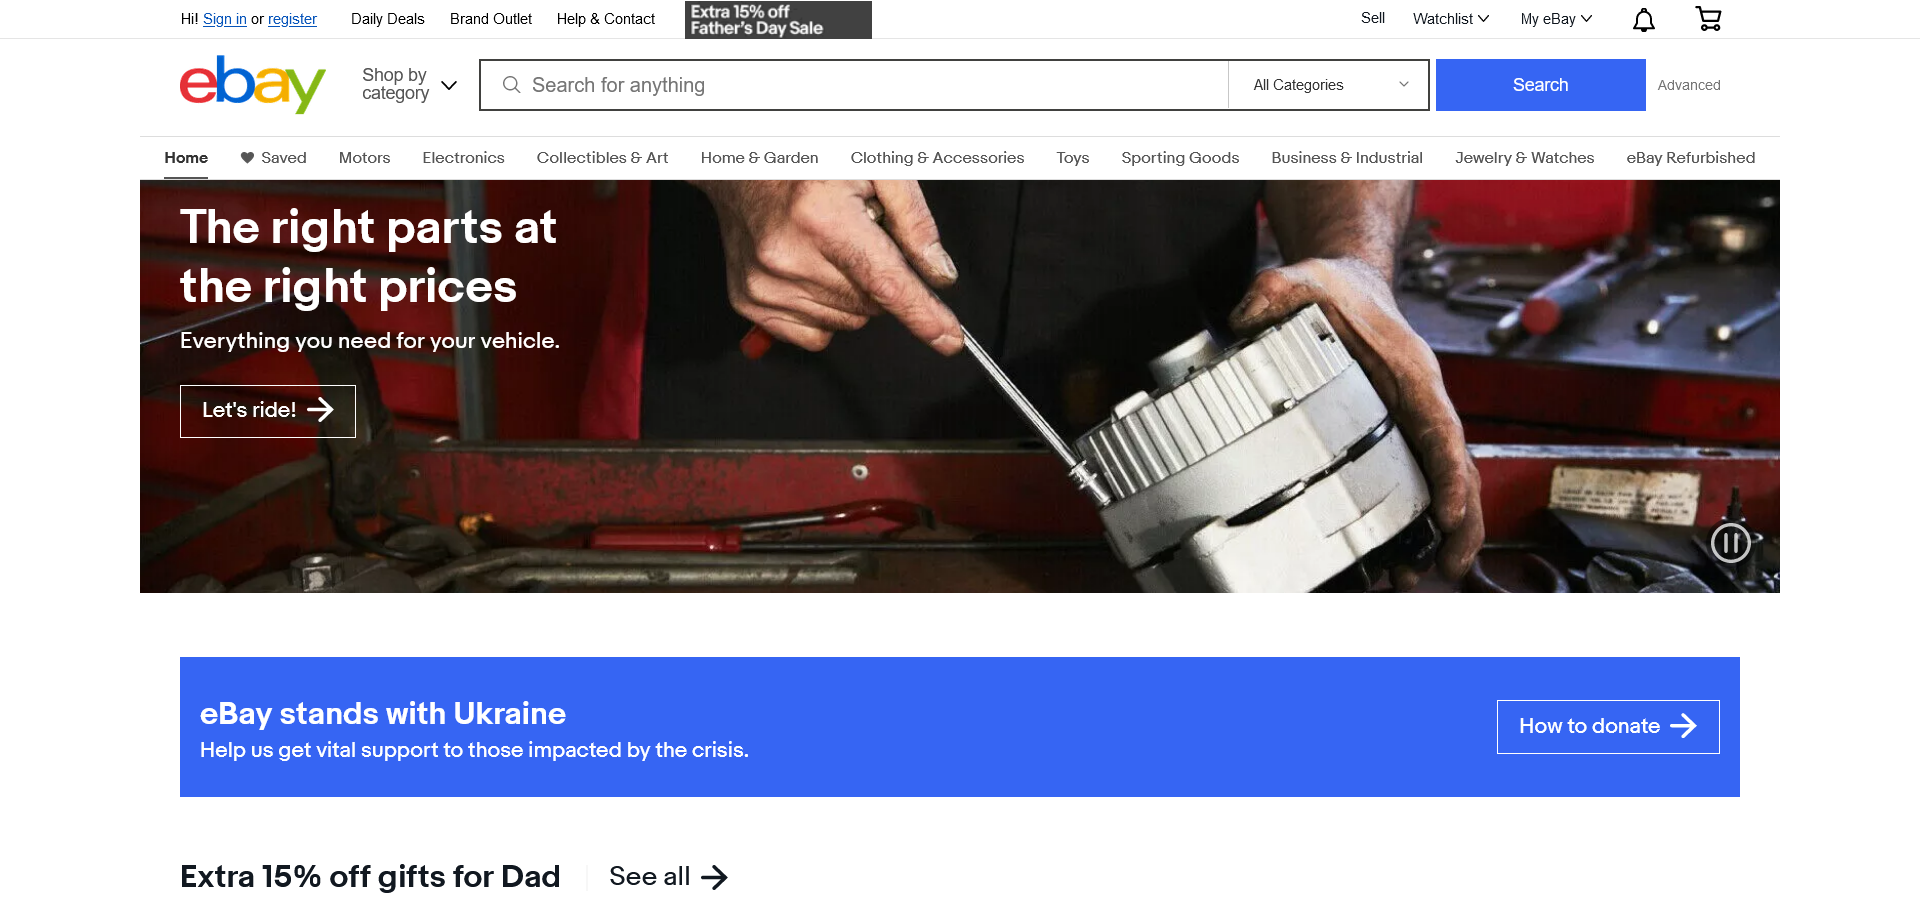 Hi! Sign in or register
Daily Deals
Brand Outlet
Help & Contact
Extra 15% off
Father's Day Sale
Sell
Watchlist
My eBay
ebay
Shop by
category
Search for anything
All Categories
Search
Advanced
Home
Saved
Motors
Electronics
Collectibles & Art
Home & Garden
Clothing & Accessories
Toys
Sporting Goods
Business & Industrial
Jewelry & Watches
eBay Refurbished
The right parts at
the right prices
Everything you need for your vehicle.
Let's ride!
eBay stands with Ukraine
Help us get vital support to those impacted by the crisis.
How to donate
Extra 15% off gifts for Dad
See all